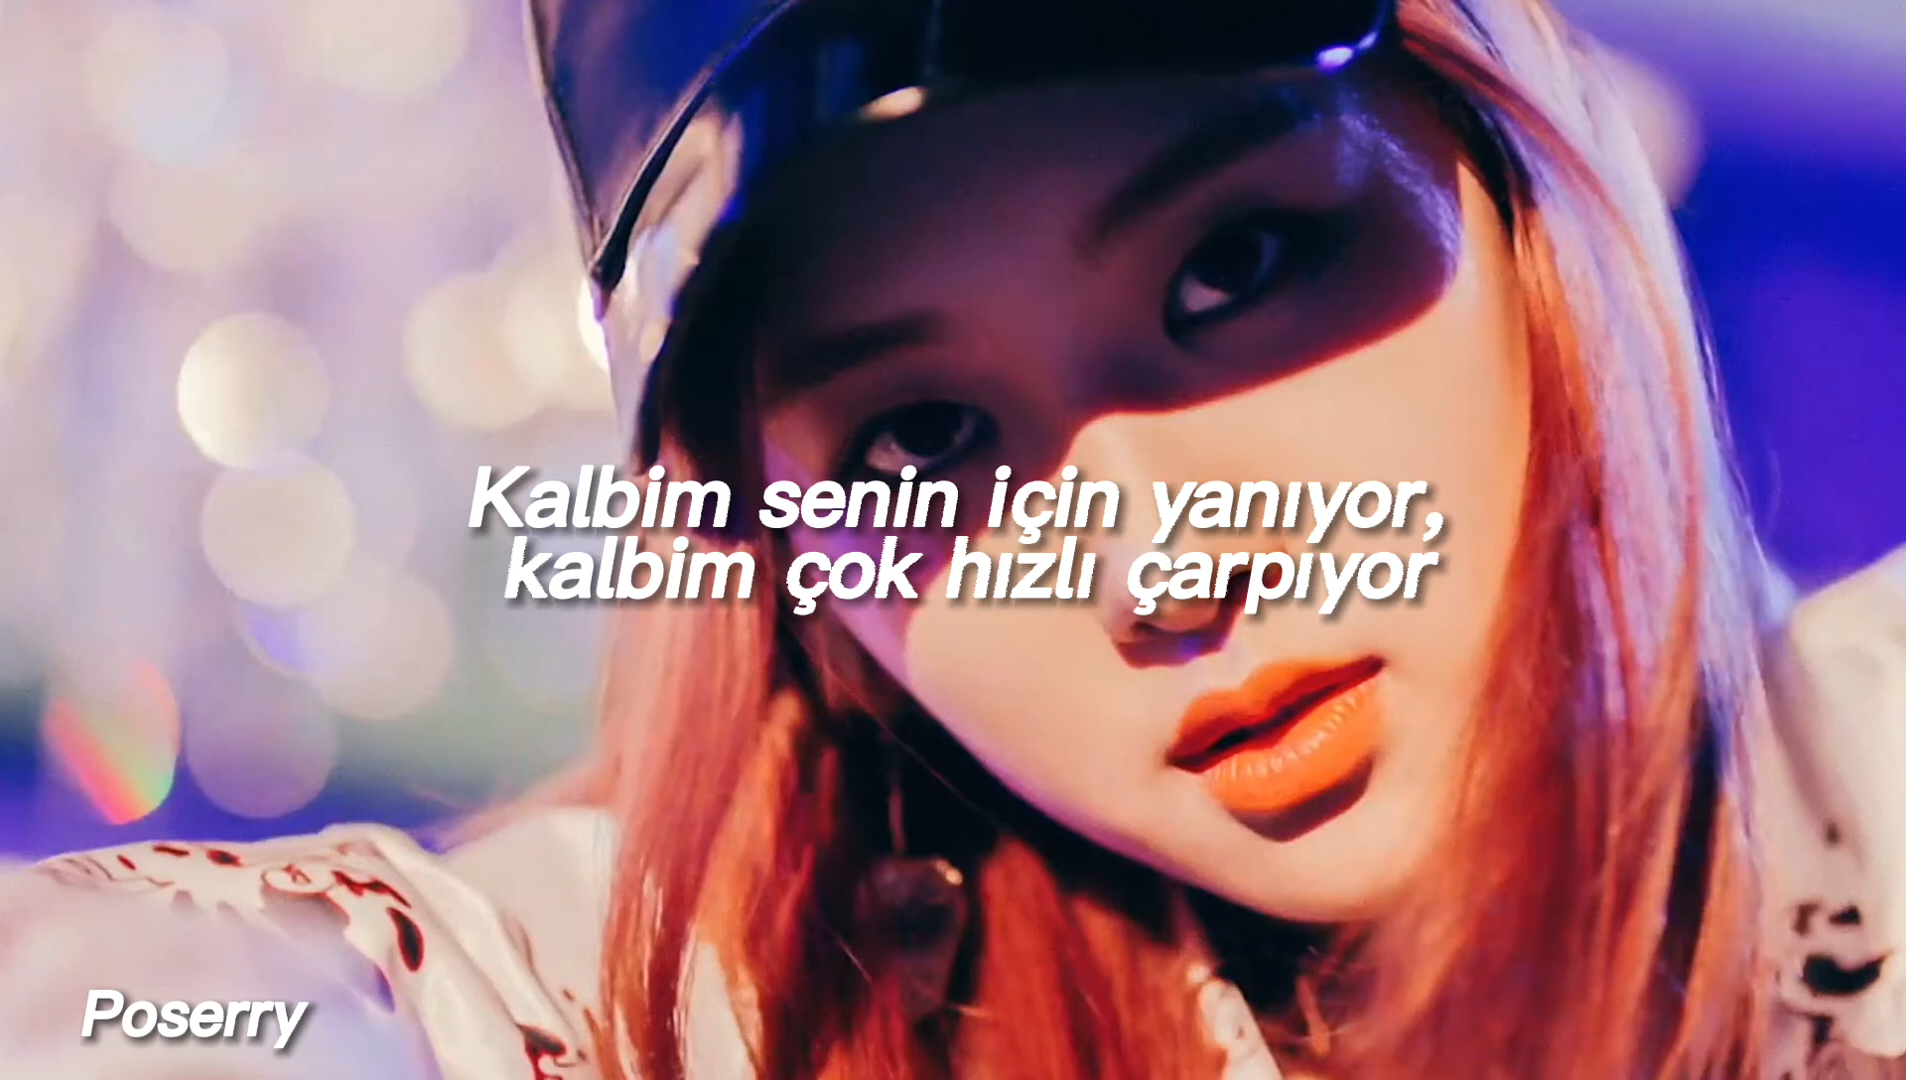 Kalbim senin için yanıyor,
kalbim çok hızlı çarpıyor
Poserry